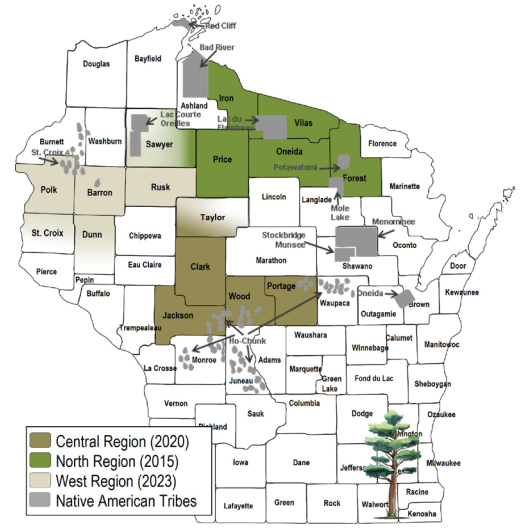 Red Cliff
Bad River
Bayfield
Douglas
Ashland
Iron
Vilas
Lac du
Flambeau
Lac Courte
Oreilles
Sawyer
Washburn
Burnett
St. Croix
Price
Oneida
Potawatomi
Forest
Florence
Marinette
Polk
Barron
Rusk
Lincoln
Langlade
Mole
Lake
Taylor
Menominee
Stockbridge
Munsee
Oconto
St. Croix
Dunn
Chippewa
Marathon
Shawano
Door
Pierce
Pepin
Eau Claire
Clark
Buffalo
Wood
Portage
Waupaca
Oneida
Brown
Kewaunee
Outagamie
Trempealeau
Jackson
Ho-Chunk
Waushara
Winnebago
Calumet
Manitowoc
La Crosse
Monroe
Juneau
Adams
Marquette
Green
Lake
Fond du Lac
Sheboygan
Vernon
Sauk
Columbia
Dodge
Ozaukee
Iowa
Dane
Milwaukee
Lafayette
Green
Rock
Racine
Kenosha
Central Region (2020)
North Region (2015)
West Region (2023)
Native American Tribes